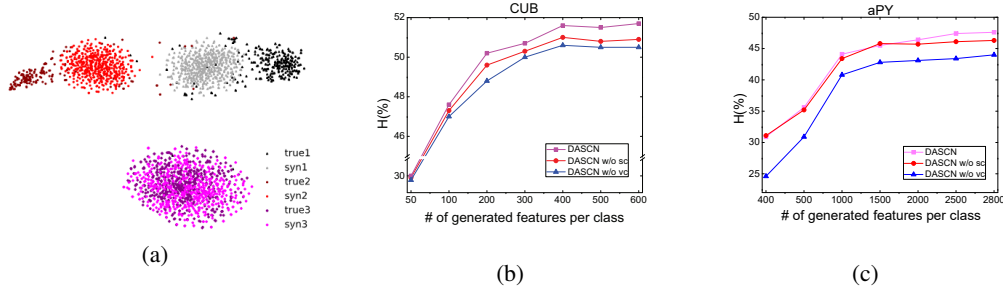 true1
syn1
true2
syn2
true3
syn3
(a)
CUB
H(%)
52
50
48
46
30
50 100 200 300 400 500 600
DASCN
DASCN w/o sc
DASCN w/o vc
# of generated features per class
(b)
aPY
H(%)
50
45
40
35
30
25
400 500 1000 1500 2000 2500 2800
DASCN
DASCN w/o sc
DASCN w/o vc
# of generated features per class
(c)